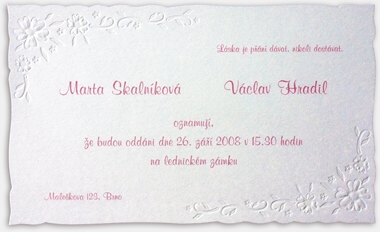 Láska je přání dávat, nikoli dostávat.
Marta Skalníková Václav Hradil
oznamují,
že budou oddáni dne 26. září 2008 v 15.30 hodin
na lednickém zámku
Malníkova 123, Brno